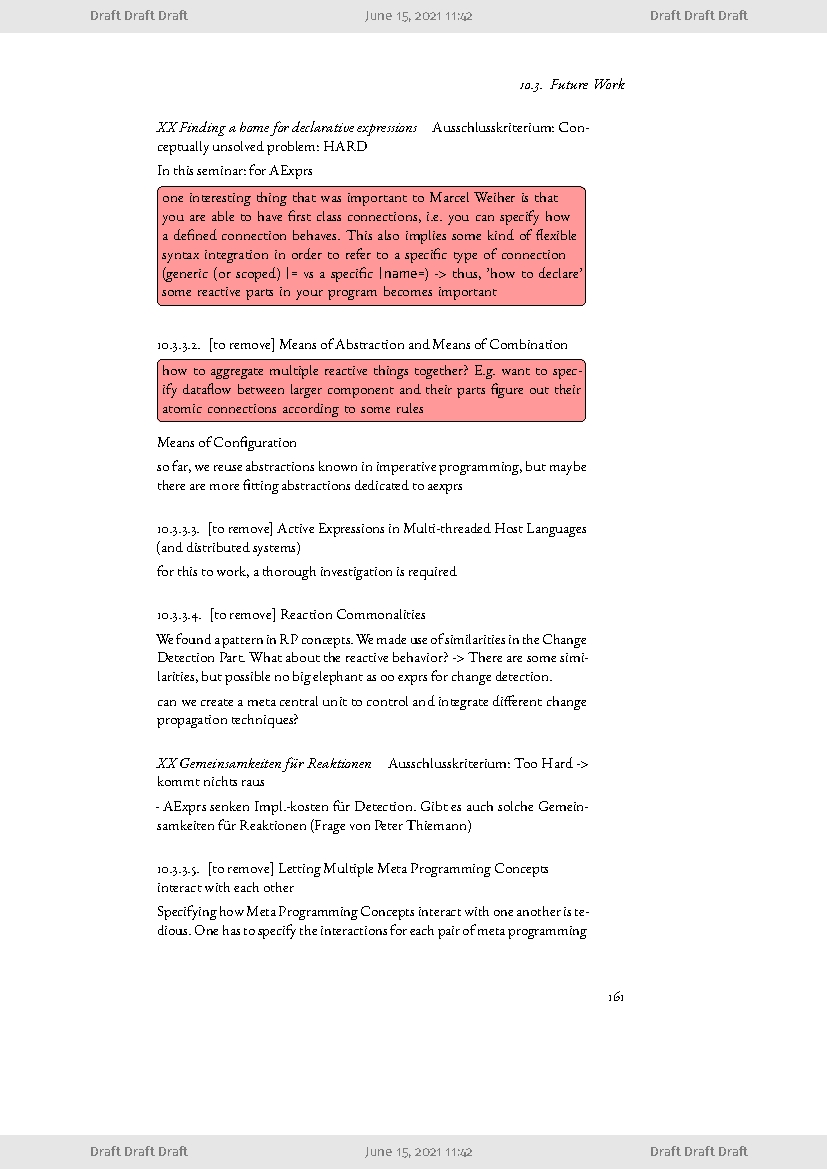 Draft Draft Draft June 15, 2021 11:42 Draft Draft Draft
10.3. Future Work
XX Finding a home for declarative expressions Ausschlusskriterium: Con-
ceptually unsolved problem: HARD
In this seminar: for AExprs
one interesting thing that was important to Marcel Weiher is that
you are able to have first class connections, i.e. you can specify how
a defined connection behaves. This also implies some kind of flexible
syntax integration in order to refer to a specific type of connection
(generic (or scoped) |= vs a specific |name=) -> thus, 'how to declare'
some reactive parts in your program becomes important
10.3.3.2. [to remove] Means of Abstraction and Means of Combination
how to aggregate multiple reactive things together? E.g. want to spec-
ify dataflow between larger component and their parts figure out their
atomic connections according to some rules
Means of Configuration
so far, we reuse abstractions known in imperative programming, but maybe
there are more fitting abstractions dedicated to aexprs
10.3.3.3. [to remove] Active Expressions in Multi-threaded Host Languages
(and distributed systems)
for this to work, a thorough investigation is required
10.3.3.4. [to remove] Reaction Commonalities
We found a pattern in RP concepts. We made use of similarities in the Change
Detection Part. What about the reactive behavior? -> There are some simi-
larities, but possible no big elephant as oo exprs for change detection.
can we create a meta central unit to control and integrate different change
propagation techniques?
XX Gemeinsamkeiten für Reaktionen Ausschlusskriterium: Too Hard ->
kommt nichts raus
- AExprs senken Impl.-kosten für Detection. Gibt es auch solche Gemein-
samkeiten für Reaktionen (Frage von Peter Thiemann)
10.3.3.5. [to remove] Letting Multiple Meta Programming Concepts
interact with each other
Specifying how Meta Programming Concepts interact with one another is te-
dious. One has to specify the interactions for each pair of meta programming
161
Draft Draft Draft June 15, 2021 11:42 Draft Draft Draft